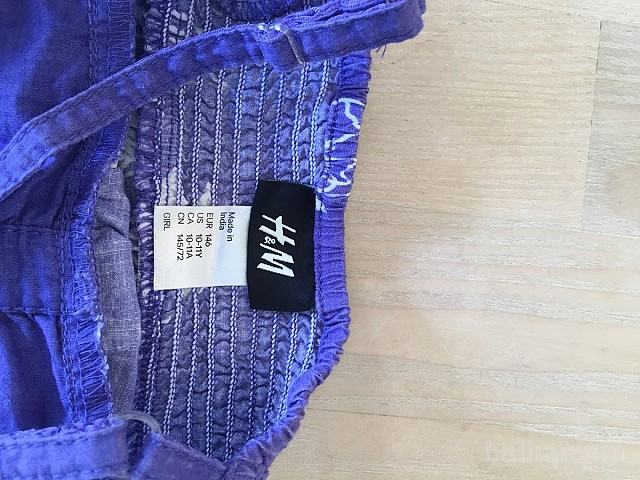 H&M
Made in
India
EUR 146
US 10-11Y
CA 10-11A
CN 145/72
GIRL